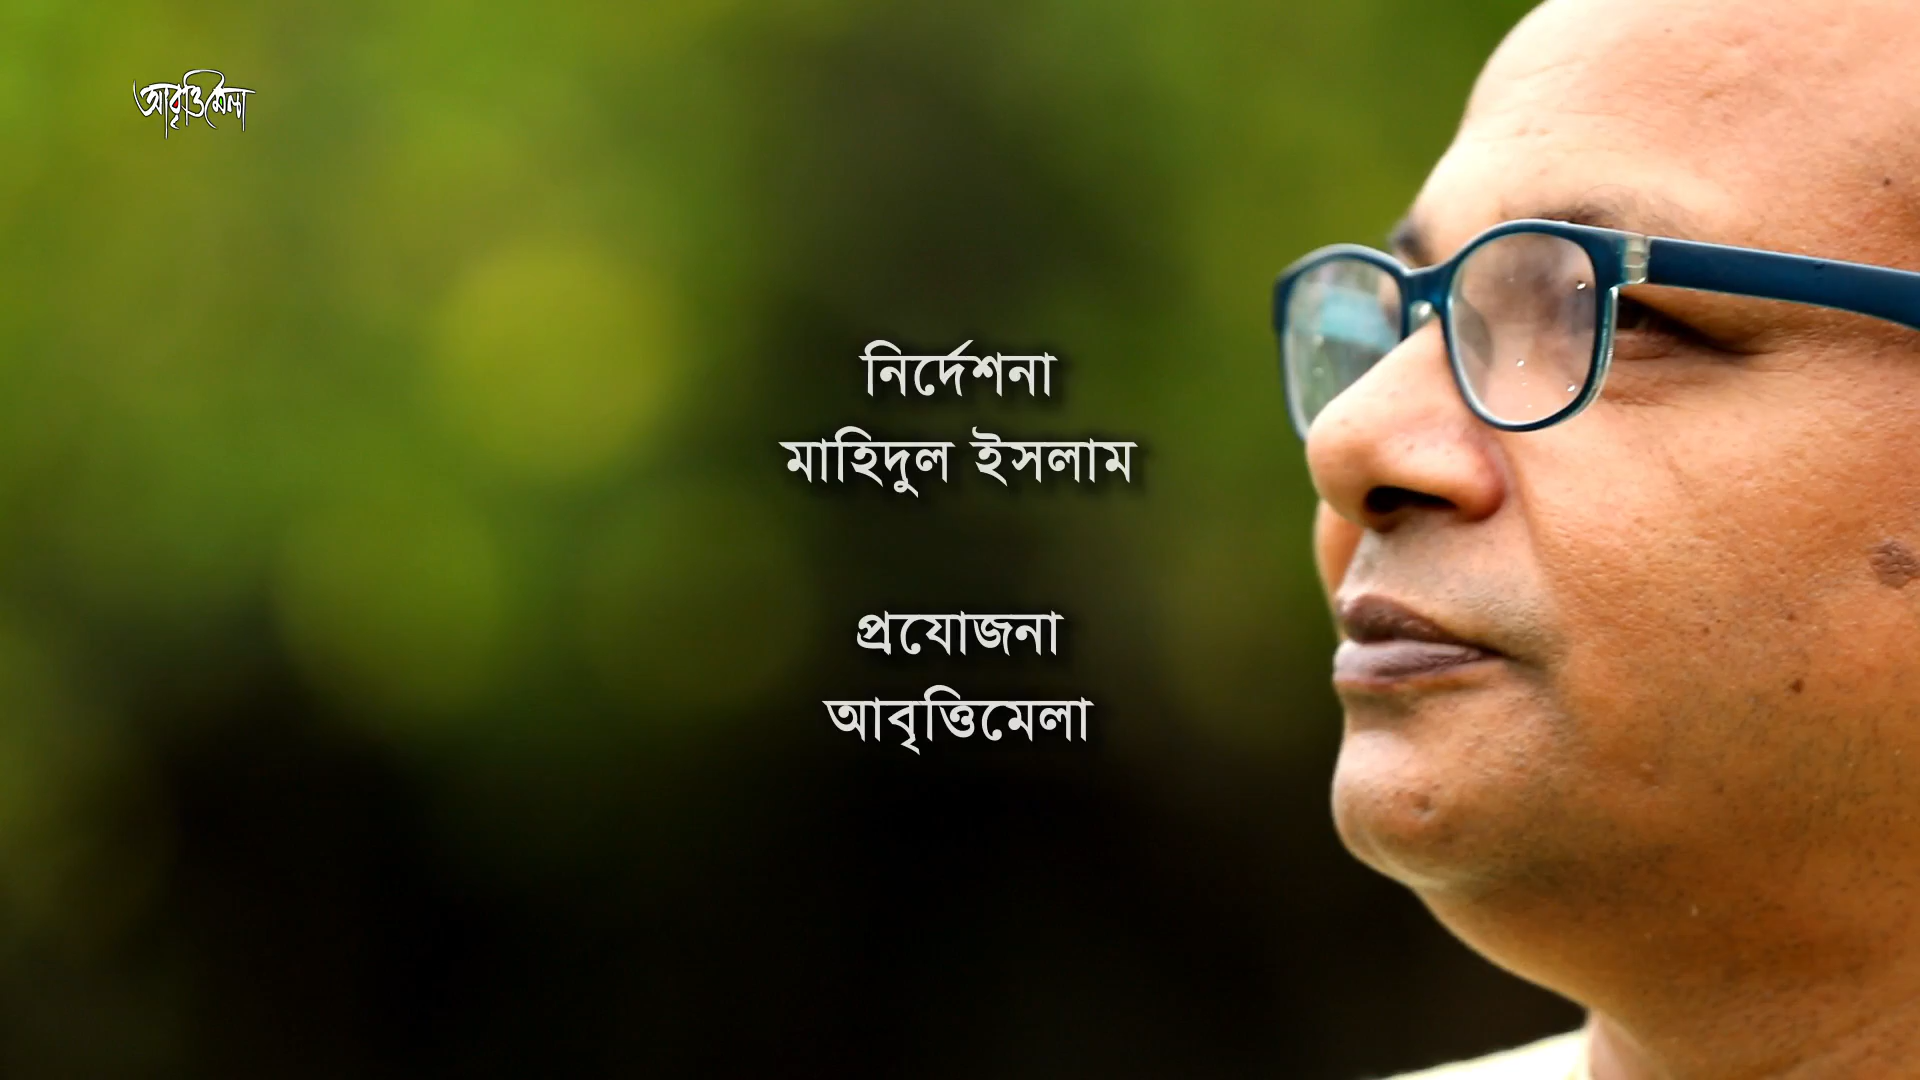 আবৃত্তিমেলা
নির্দেশনা
মাহিদুল ইসলাম
প্রযোজনা
আবৃত্তিমেলা